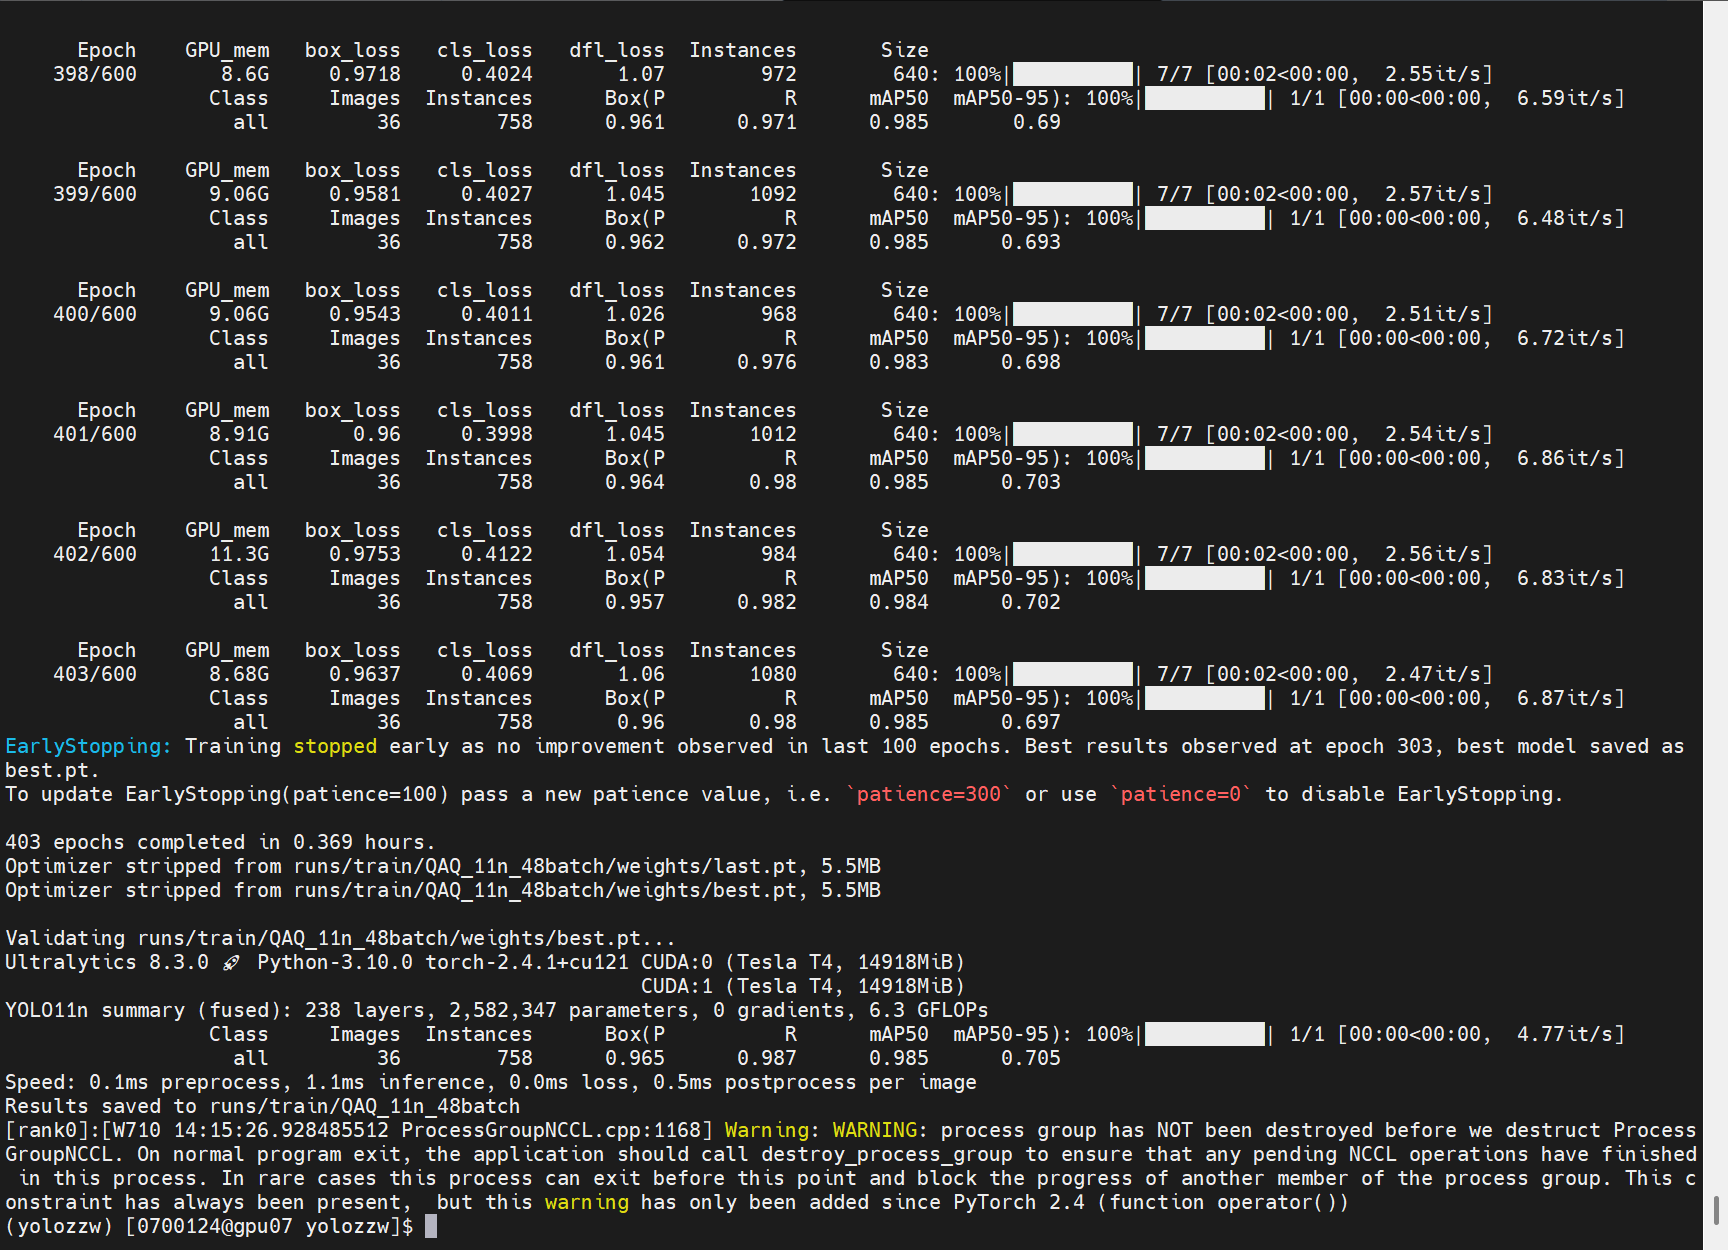 Epoch GPU_mem box_loss cls_loss dfl_loss Instances Size
398/600 8.6G 0.9718 0.4024 1.07 972 640: 100%|██████████| 7/7 [00:02<00:00, 2.55it/s]
Class Images Instances Box(P R mAP50 mAP50-95): 100%|██████████| 1/1 [00:00<00:00, 6.59it/s]
all 36 758 0.961 0.971 0.985 0.69
Epoch GPU_mem box_loss cls_loss dfl_loss Instances Size
399/600 9.06G 0.9581 0.4027 1.045 1092 640: 100%|██████████| 7/7 [00:02<00:00, 2.57it/s]
Class Images Instances Box(P R mAP50 mAP50-95): 100%|██████████| 1/1 [00:00<00:00, 6.48it/s]
all 36 758 0.962 0.972 0.985 0.693
Epoch GPU_mem box_loss cls_loss dfl_loss Instances Size
400/600 9.06G 0.9543 0.4011 1.026 968 640: 100%|██████████| 7/7 [00:02<00:00, 2.51it/s]
Class Images Instances Box(P R mAP50 mAP50-95): 100%|██████████| 1/1 [00:00<00:00, 6.72it/s]
all 36 758 0.961 0.976 0.983 0.698
Epoch GPU_mem box_loss cls_loss dfl_loss Instances Size
401/600 8.91G 0.96 0.3998 1.045 1012 640: 100%|██████████| 7/7 [00:02<00:00, 2.54it/s]
Class Images Instances Box(P R mAP50 mAP50-95): 100%|██████████| 1/1 [00:00<00:00, 6.86it/s]
all 36 758 0.964 0.98 0.985 0.703
Epoch GPU_mem box_loss cls_loss dfl_loss Instances Size
402/600 11.3G 0.9753 0.4122 1.054 984 640: 100%|██████████| 7/7 [00:02<00:00, 2.56it/s]
Class Images Instances Box(P R mAP50 mAP50-95): 100%|██████████| 1/1 [00:00<00:00, 6.83it/s]
all 36 758 0.957 0.982 0.984 0.702
Epoch GPU_mem box_loss cls_loss dfl_loss Instances Size
403/600 8.68G 0.9637 0.4069 1.06 1080 640: 100%|██████████| 7/7 [00:02<00:00, 2.47it/s]
Class Images Instances Box(P R mAP50 mAP50-95): 100%|██████████| 1/1 [00:00<00:00, 6.87it/s]
all 36 758 0.96 0.98 0.985 0.697
EarlyStopping: Training stopped early as no improvement observed in last 100 epochs. Best results observed at epoch 303, best model saved as
best.pt.
To update EarlyStopping(patience=100) pass a new patience value, i.e. `patience=300` or use `patience=0` to disable EarlyStopping.
403 epochs completed in 0.369 hours.
Optimizer stripped from runs/train/QAQ_11n_48batch/weights/last.pt, 5.5MB
Optimizer stripped from runs/train/QAQ_11n_48batch/weights/best.pt, 5.5MB
Validating runs/train/QAQ_11n_48batch/weights/best.pt...
Ultralytics 8.3.0 🚀 Python-3.10.0 torch-2.4.1+cu121 CUDA:0 (Tesla T4, 14918MiB)
CUDA:1 (Tesla T4, 14918MiB)
YOLO11n summary (fused): 238 layers, 2,582,347 parameters, 0 gradients, 6.3 GFLOPs
Class Images Instances Box(P R mAP50 mAP50-95): 100%|██████████| 1/1 [00:00<00:00, 4.77it/s]
all 36 758 0.965 0.987 0.985 0.705
Speed: 0.1ms preprocess, 1.1ms inference, 0.0ms loss, 0.5ms postprocess per image
Results saved to runs/train/QAQ_11n_48batch
[rank0]:[W710 14:15:26.928485512 ProcessGroupNCCL.cpp:1168] Warning: WARNING: process group has NOT been destroyed before we destruct Process
GroupNCCL. On normal program exit, the application should call destroy_process_group to ensure that any pending NCCL operations have finished
in this process. In rare cases this process can exit before this point and block the progress of another member of the process group. This c
onstraint has always been present,  but this warning has only been added since PyTorch 2.4 (function operator())
(yolozzw) [0700124@gpu07 yolozzw]$